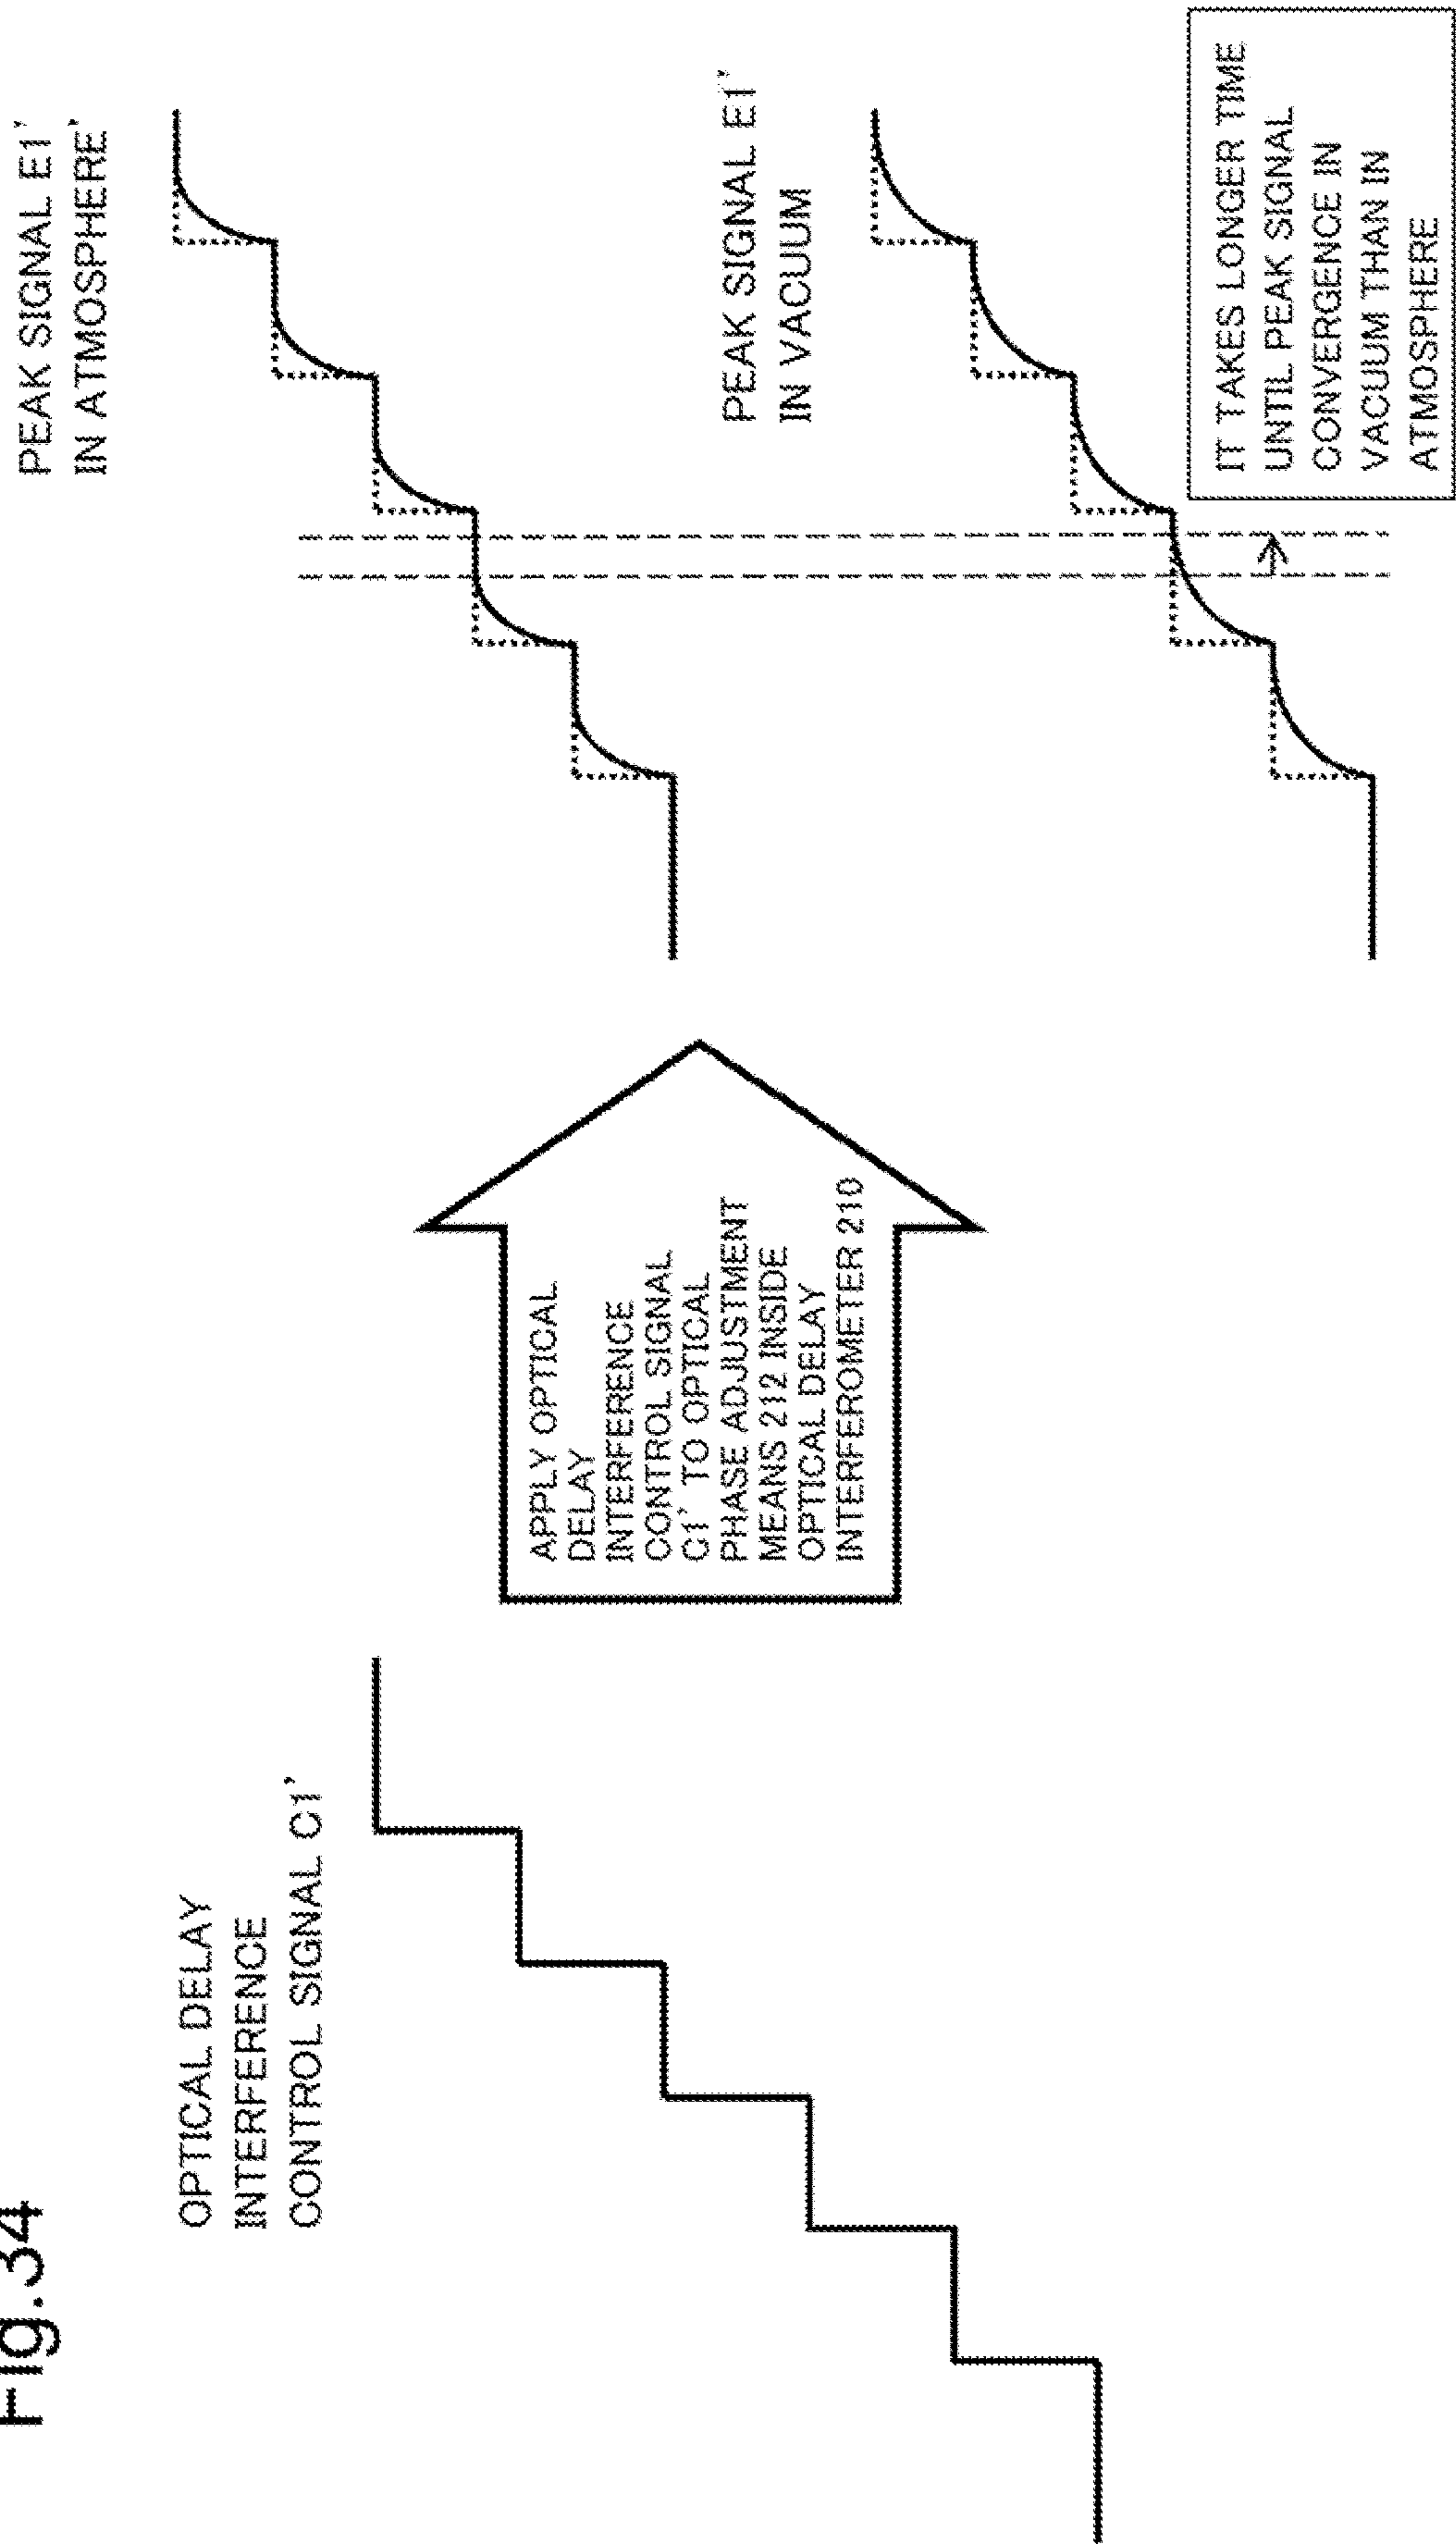 Fig.34
OPTICAL DELAY
INTERFERENCE
CONTROL SIGNAL C1'
APPLY OPTICAL
DELAY
INTERFERENCE
CONTROL SIGNAL
C1' TO OPTICAL
PHASE ADJUSTMENT
MEANS 212 INSIDE
OPTICAL DELAY
INTERFEROMETER 210
PEAK SIGNAL E1'
IN ATMOSPHERE'
PEAK SIGNAL E1'
IN VACUUM
IT TAKES LONGER TIME
UNTIL PEAK SIGNAL
CONVERGENCE IN
VACUUM THAN IN
ATMOSPHERE